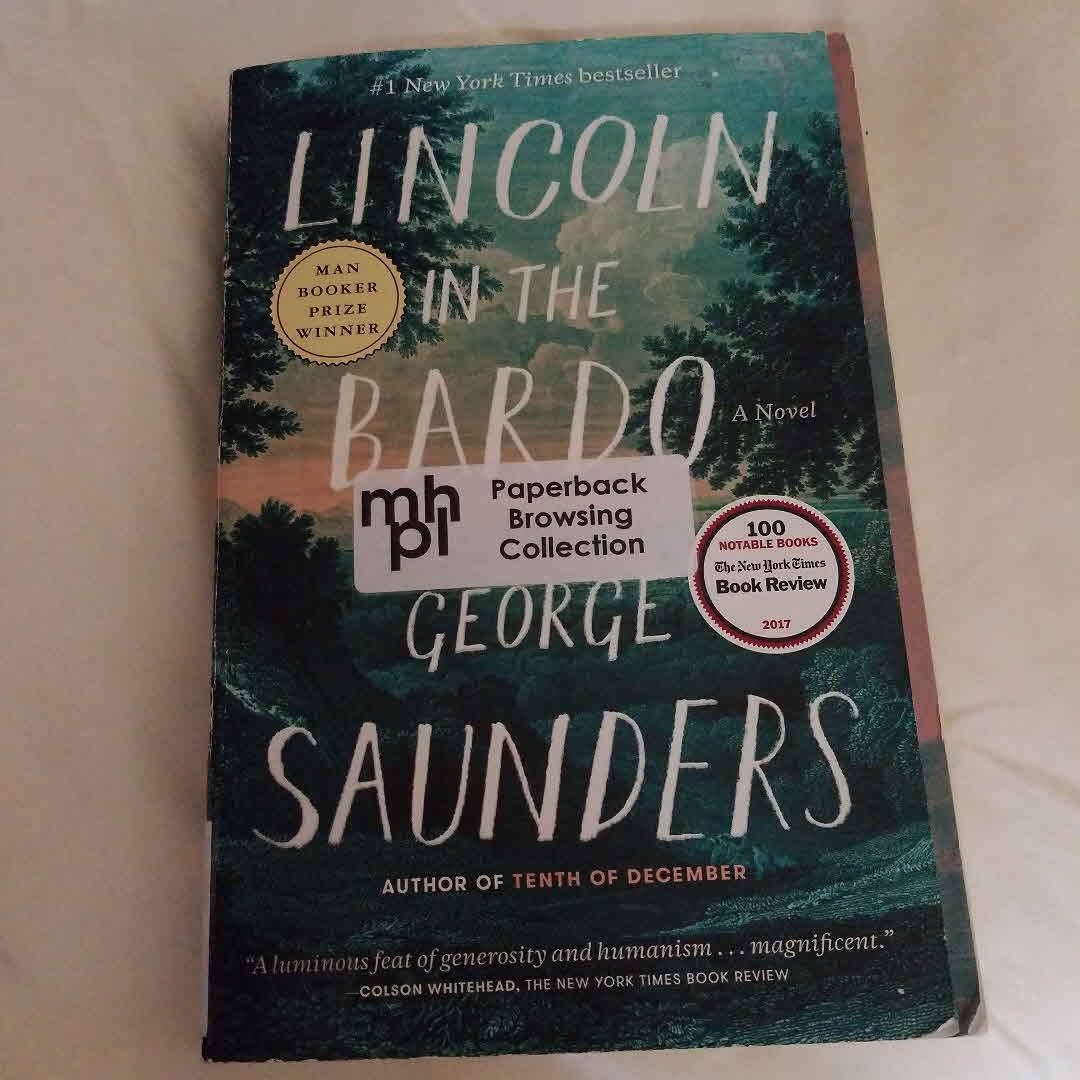 #1 New York Times bestseller
LINCOLN
IN THE
MAN
BOOKER
PRIZE
WINNER
BARDO
A Novel
mh
pl
Paperback
Browsing
Collection
100
NOTABLE BOOKS
The New York Times
Book Review
2017
GEORGE
SAUNDERS
AUTHOR OF TENTH OF DECEMBER
“A luminous feat of generosity and humanism . . . magnificent.”
—COLSON WHITEHEAD, THE NEW YORK TIMES BOOK REVIEW